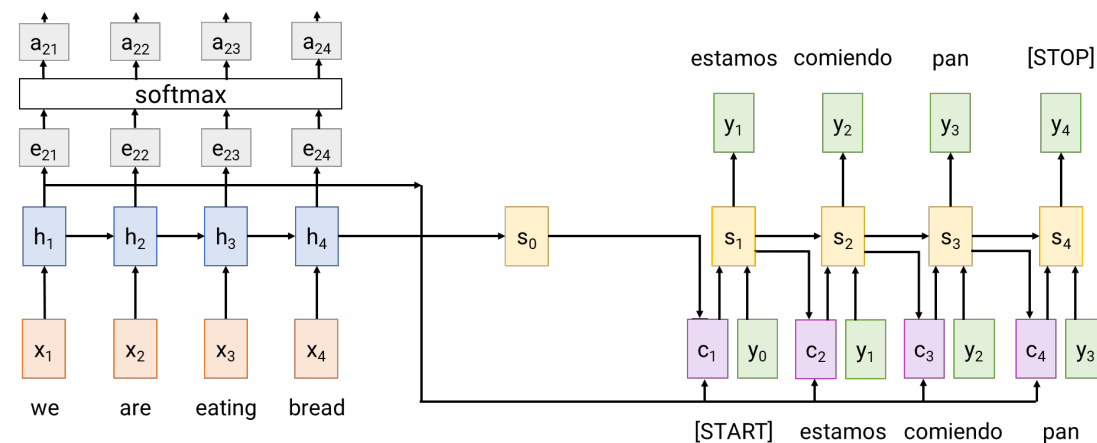 a21 a22 a23 a24
softmax
e21 e22 e23 e24
h1 h2 h3 h4
x1 x2 x3 x4
we are eating bread
s0
estamos comiendo pan [STOP]
y1 y2 y3 y4
s1 s2 s3 s4
c1 y0 c2 y1 c3 y2 c4 y3
[START] estamos comiendo pan